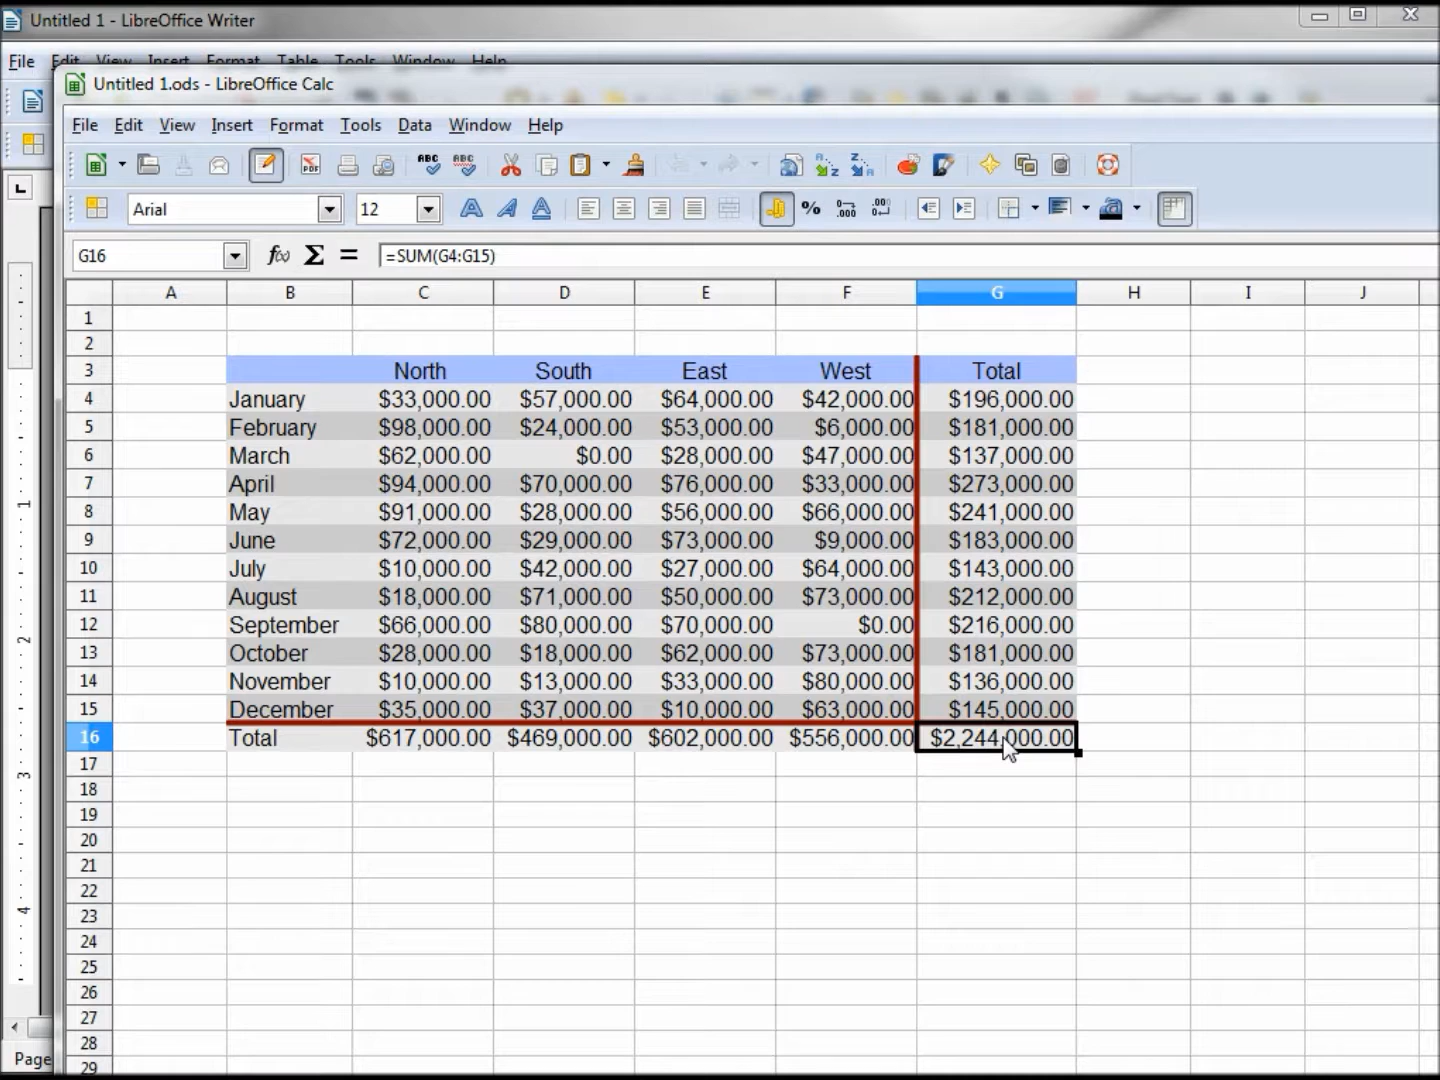 Untitled 1 - LibreOffice Writer
File Edit View Insert Format Table Tools Window Help
Untitled 1.ods - LibreOffice Calc
File Edit View Insert Format Tools Data Window Help
Arial 12
G16 =SUM(G4:G15)
A B C D E F G H I J
1
2
3 North South East West Total
4 January $33,000.00 $57,000.00 $64,000.00 $42,000.00 $196,000.00
5 February $98,000.00 $24,000.00 $53,000.00 $6,000.00 $181,000.00
6 March $62,000.00 $0.00 $28,000.00 $47,000.00 $137,000.00
7 April $94,000.00 $70,000.00 $76,000.00 $33,000.00 $273,000.00
8 May $91,000.00 $28,000.00 $56,000.00 $66,000.00 $241,000.00
9 June $72,000.00 $29,000.00 $73,000.00 $9,000.00 $183,000.00
10 July $10,000.00 $42,000.00 $27,000.00 $64,000.00 $143,000.00
11 August $18,000.00 $71,000.00 $50,000.00 $73,000.00 $212,000.00
12 September $66,000.00 $80,000.00 $70,000.00 $0.00 $216,000.00
13 October $28,000.00 $18,000.00 $62,000.00 $73,000.00 $181,000.00
14 November $10,000.00 $13,000.00 $33,000.00 $80,000.00 $136,000.00
15 December $35,000.00 $37,000.00 $10,000.00 $63,000.00 $145,000.00
16 Total $617,000.00 $469,000.00 $602,000.00 $556,000.00 $2,244,000.00
17
18
19
20
21
22
23
24
25
26
27
28
29
1
2
3
4
Page